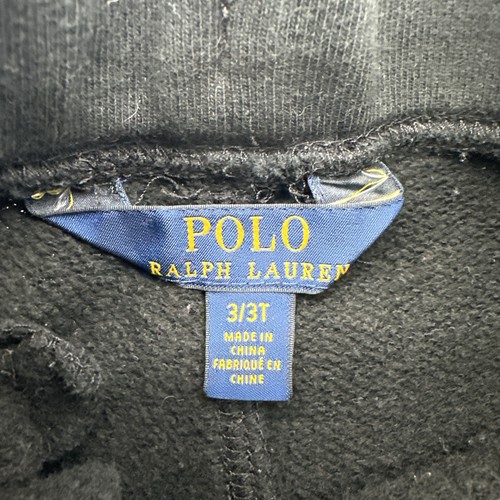 POLO
RALPH LAUREN
3/3T
MADE IN
CHINA
FABRIQUÉ EN
CHINE